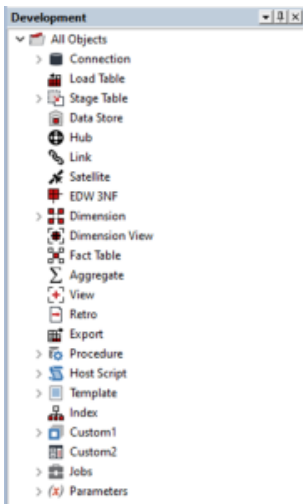 Development
All Objects
Connection
Load Table
Stage Table
Data Store
Hub
Link
Satellite
EDW 3NF
Dimension
Dimension View
Fact Table
Aggregate
View
Retro
Export
Procedure
Host Script
Template
Index
Custom1
Custom2
Jobs
Parameters